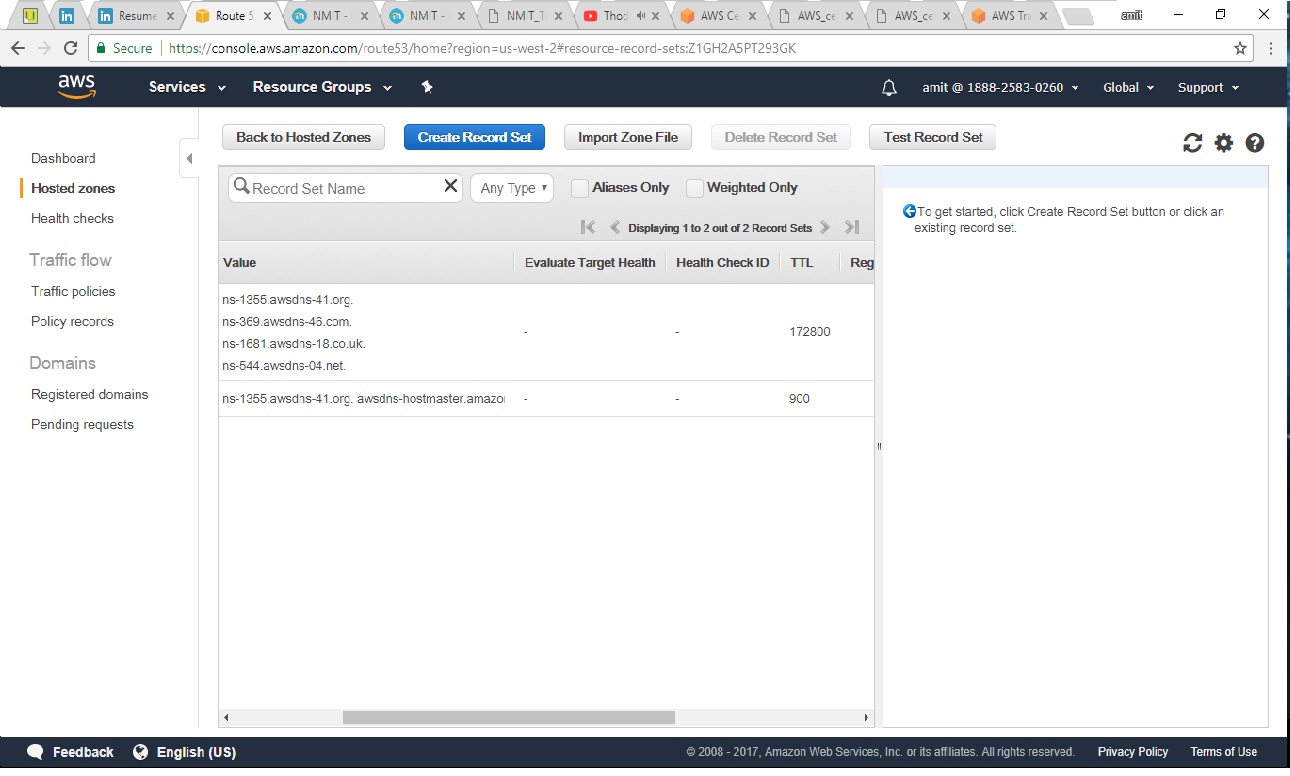 Resume
Route 5
NMIT -
NMIT -
NMIT_T
Thod
AWS Ce
AWS_ce
AWS_ce
AWS Tra
amit
Secure
https://console.aws.amazon.com/route53/home?region=us-west-2#resource-record-sets:Z1GH2A5PT293GK
aws
Services
Resource Groups
amit @ 1888-2583-0260
Global
Support
Back to Hosted Zones
Create Record Set
Import Zone File
Delete Record Set
Test Record Set
Dashboard
Hosted zones
Health checks
Traffic flow
Traffic policies
Policy records
Domains
Registered domains
Pending requests
Record Set Name
Any Type
Aliases Only
Weighted Only
Displaying 1 to 2 out of 2 Record Sets
Value
Evaluate Target Health
Health Check ID
TTL
Reg
ns-1355.awsdns-41.org.
ns-369.awsdns-46.com.
ns-1681.awsdns-18.co.uk.
ns-544.awsdns-04.net.
-
-
172800
ns-1355.awsdns-41.org. awsdns-hostmaster.amazo
-
-
900
To get started, click Create Record Set button or click an
existing record set.
Feedback
English (US)
© 2008 - 2017, Amazon Web Services, Inc. or its affiliates. All rights reserved.
Privacy Policy
Terms of Use